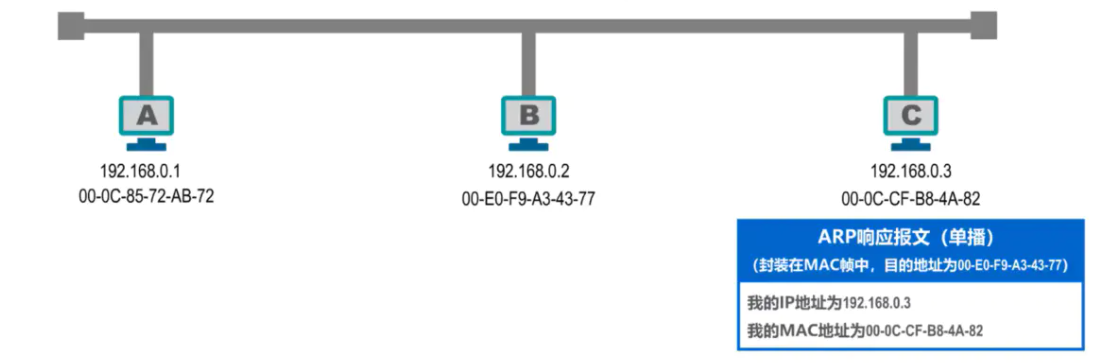 A
B
C
192.168.0.1
192.168.0.2
192.168.0.3
00-0C-85-72-AB-72
00-E0-F9-A3-43-77
00-0C-CF-B8-4A-82
ARP响应报文（单播）
（封装在MAC帧中，目的地址为00-E0-F9-A3-43-77）
我的IP地址为192.168.0.3
我的MAC地址为00-0C-CF-B8-4A-82